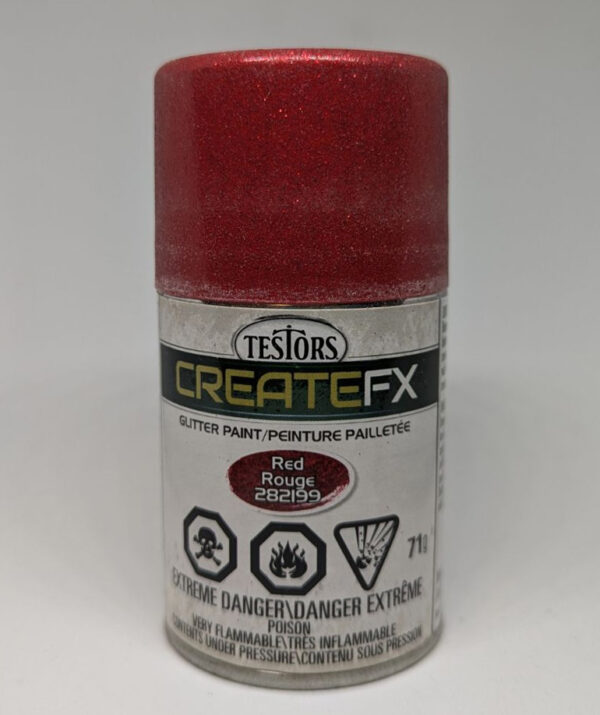 TESTORS
CREATEFX
GLITTER PAINT/PEINTURE PAILLETÉE
Red
Rouge
282199
71g
EXTREME DANGER\DANGER EXTRÊME
POISON
VERY FLAMMABLE\TRÈS INFLAMMABLE
CONTENTS UNDER PRESSURE\CONTENU SOUS PRESSION